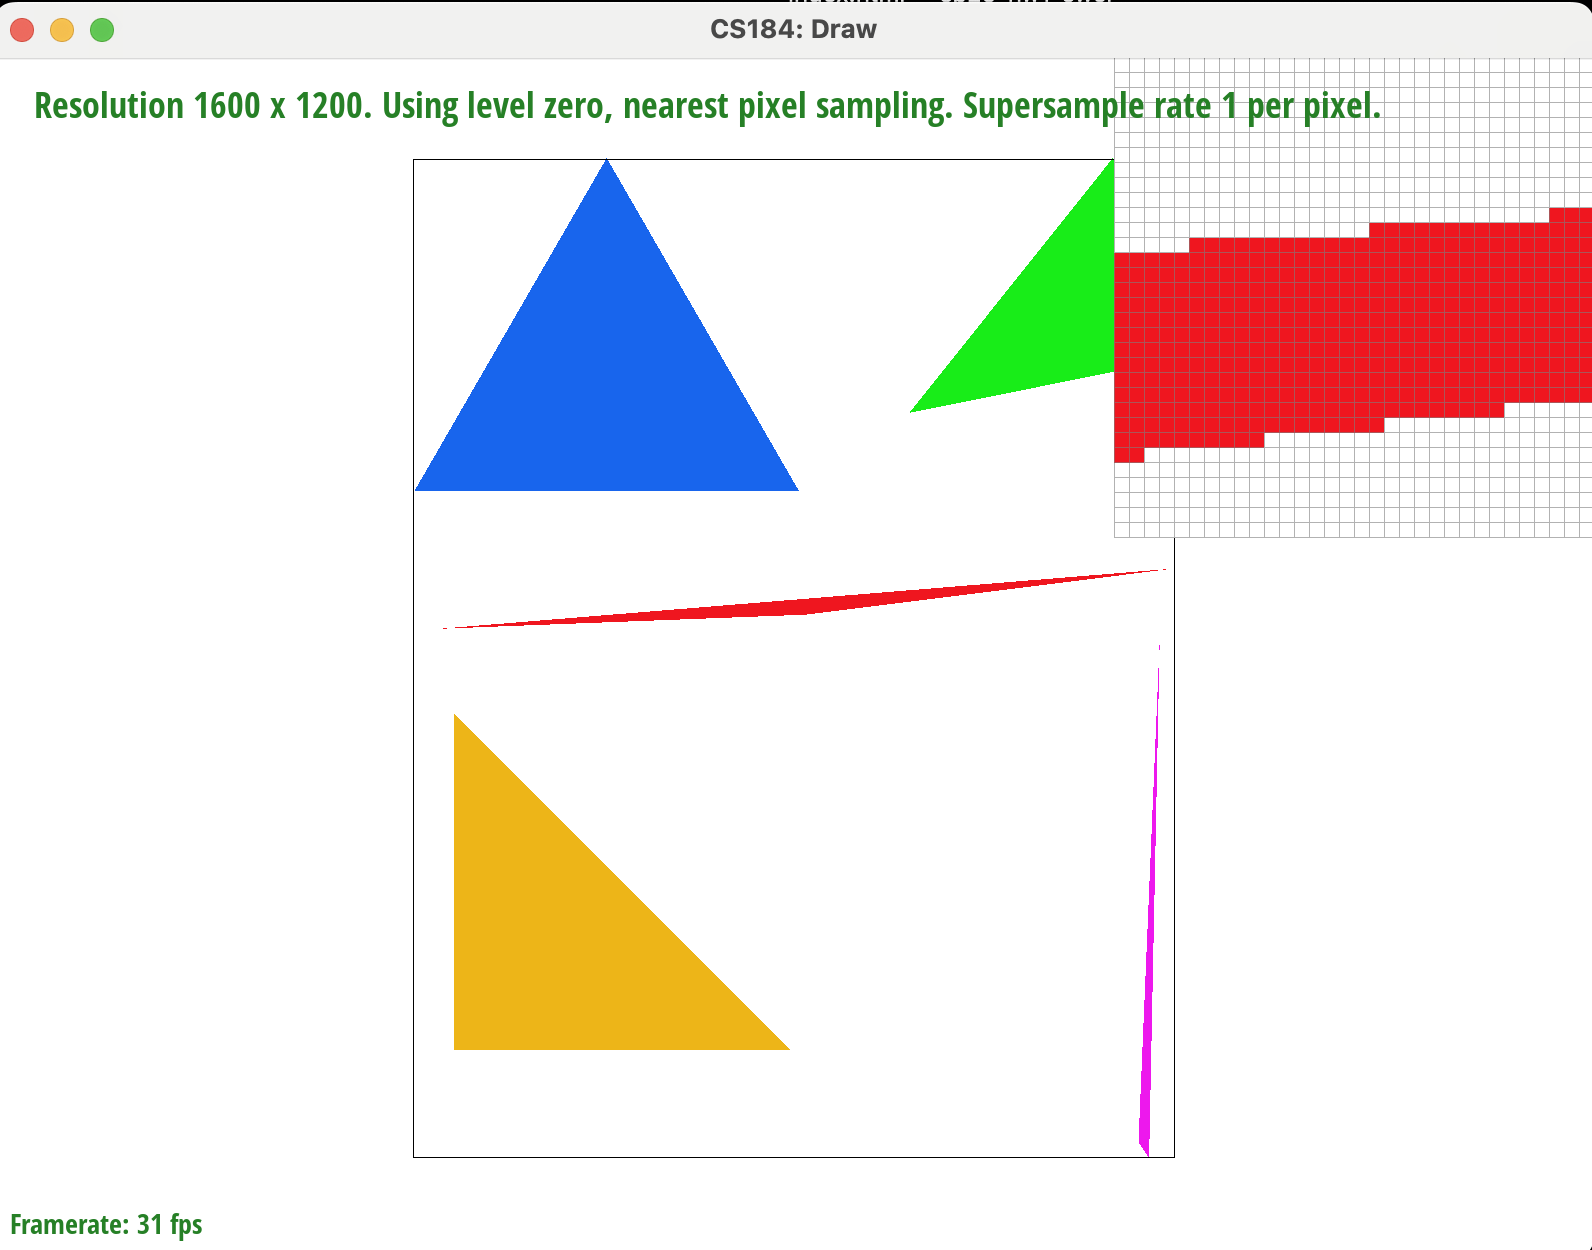 CS184: Draw
Resolution 1600 x 1200. Using level zero, nearest pixel sampling. Supersample rate 1 per pixel.
Framerate: 31 fps